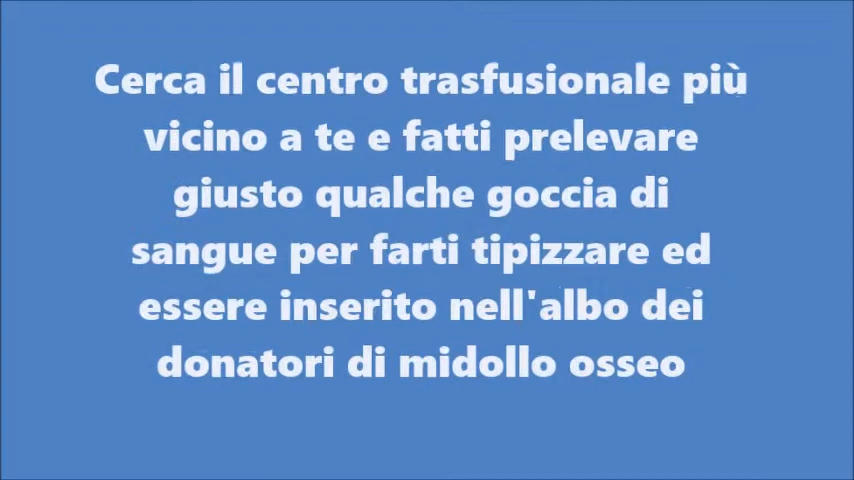 Cerca il centro trasfusionale più
vicino a te e fatti prelevare
giusto qualche goccia di
sangue per farti tipizzare ed
essere inserito nell'albo dei
donatori di midollo osseo